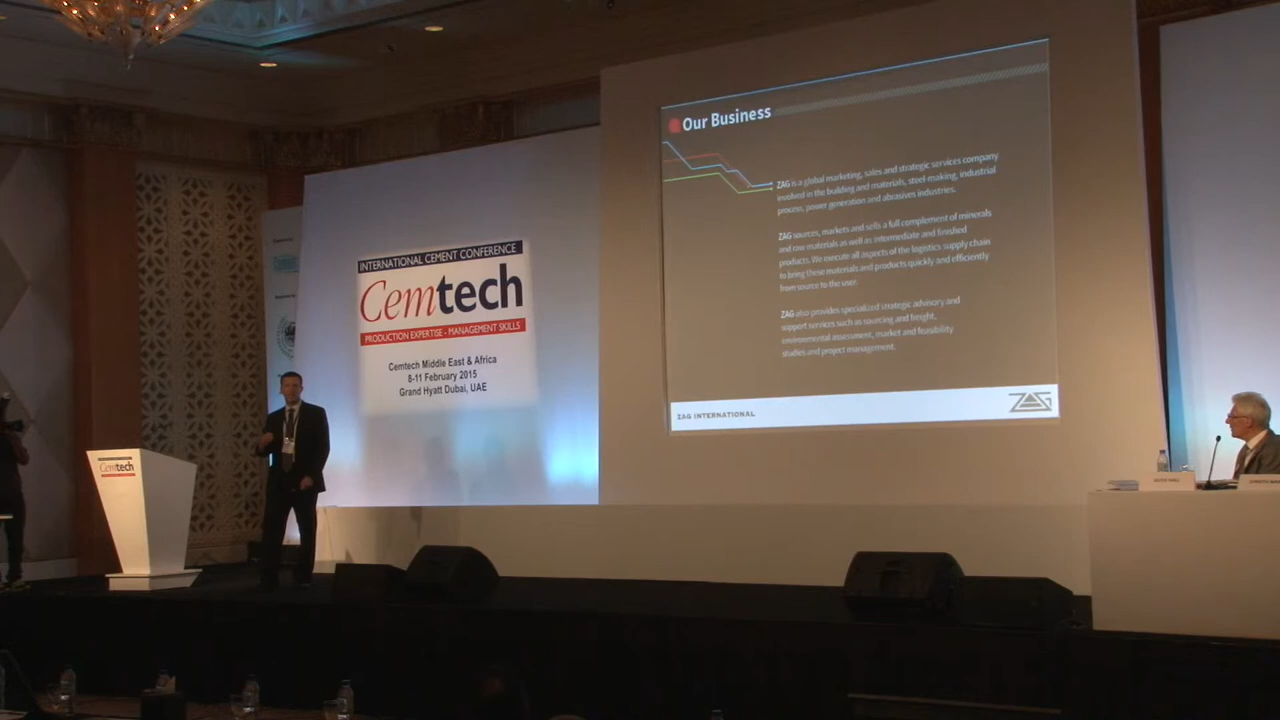 INTERNATIONAL CEMENT CONFERENCE
Cemtech
PRODUCTION EXPERTISE - MANAGEMENT SKILLS
Cemtech Middle East & Africa
8-11 February 2015
Grand Hyatt Dubai, UAE
Our Business
ZAG is a global marketing, sales and strategic services company
involved in the building and materials, steel-making, industrial
process, power generation and abrasives industries.
ZAG sources, markets and sells a full complement of minerals
and raw materials as well as intermediate and finished
products. We execute all aspects of the logistics supply chain
to bring these materials and products quickly and efficiently
from source to the user.
ZAG also provides specialized strategic advisory and
support services such as sourcing and freight,
environmental assessment, market and feasibility
studies and project management.
ZAG INTERNATIONAL
ZAG
Cemtech